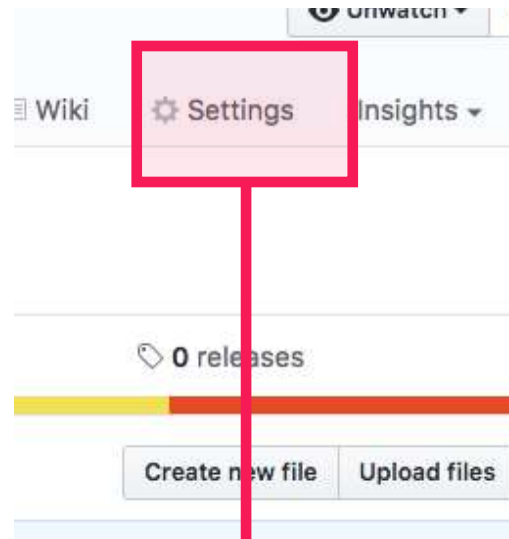 Unwatch
Wiki Settings Insights
0 releases
Create new file Upload files